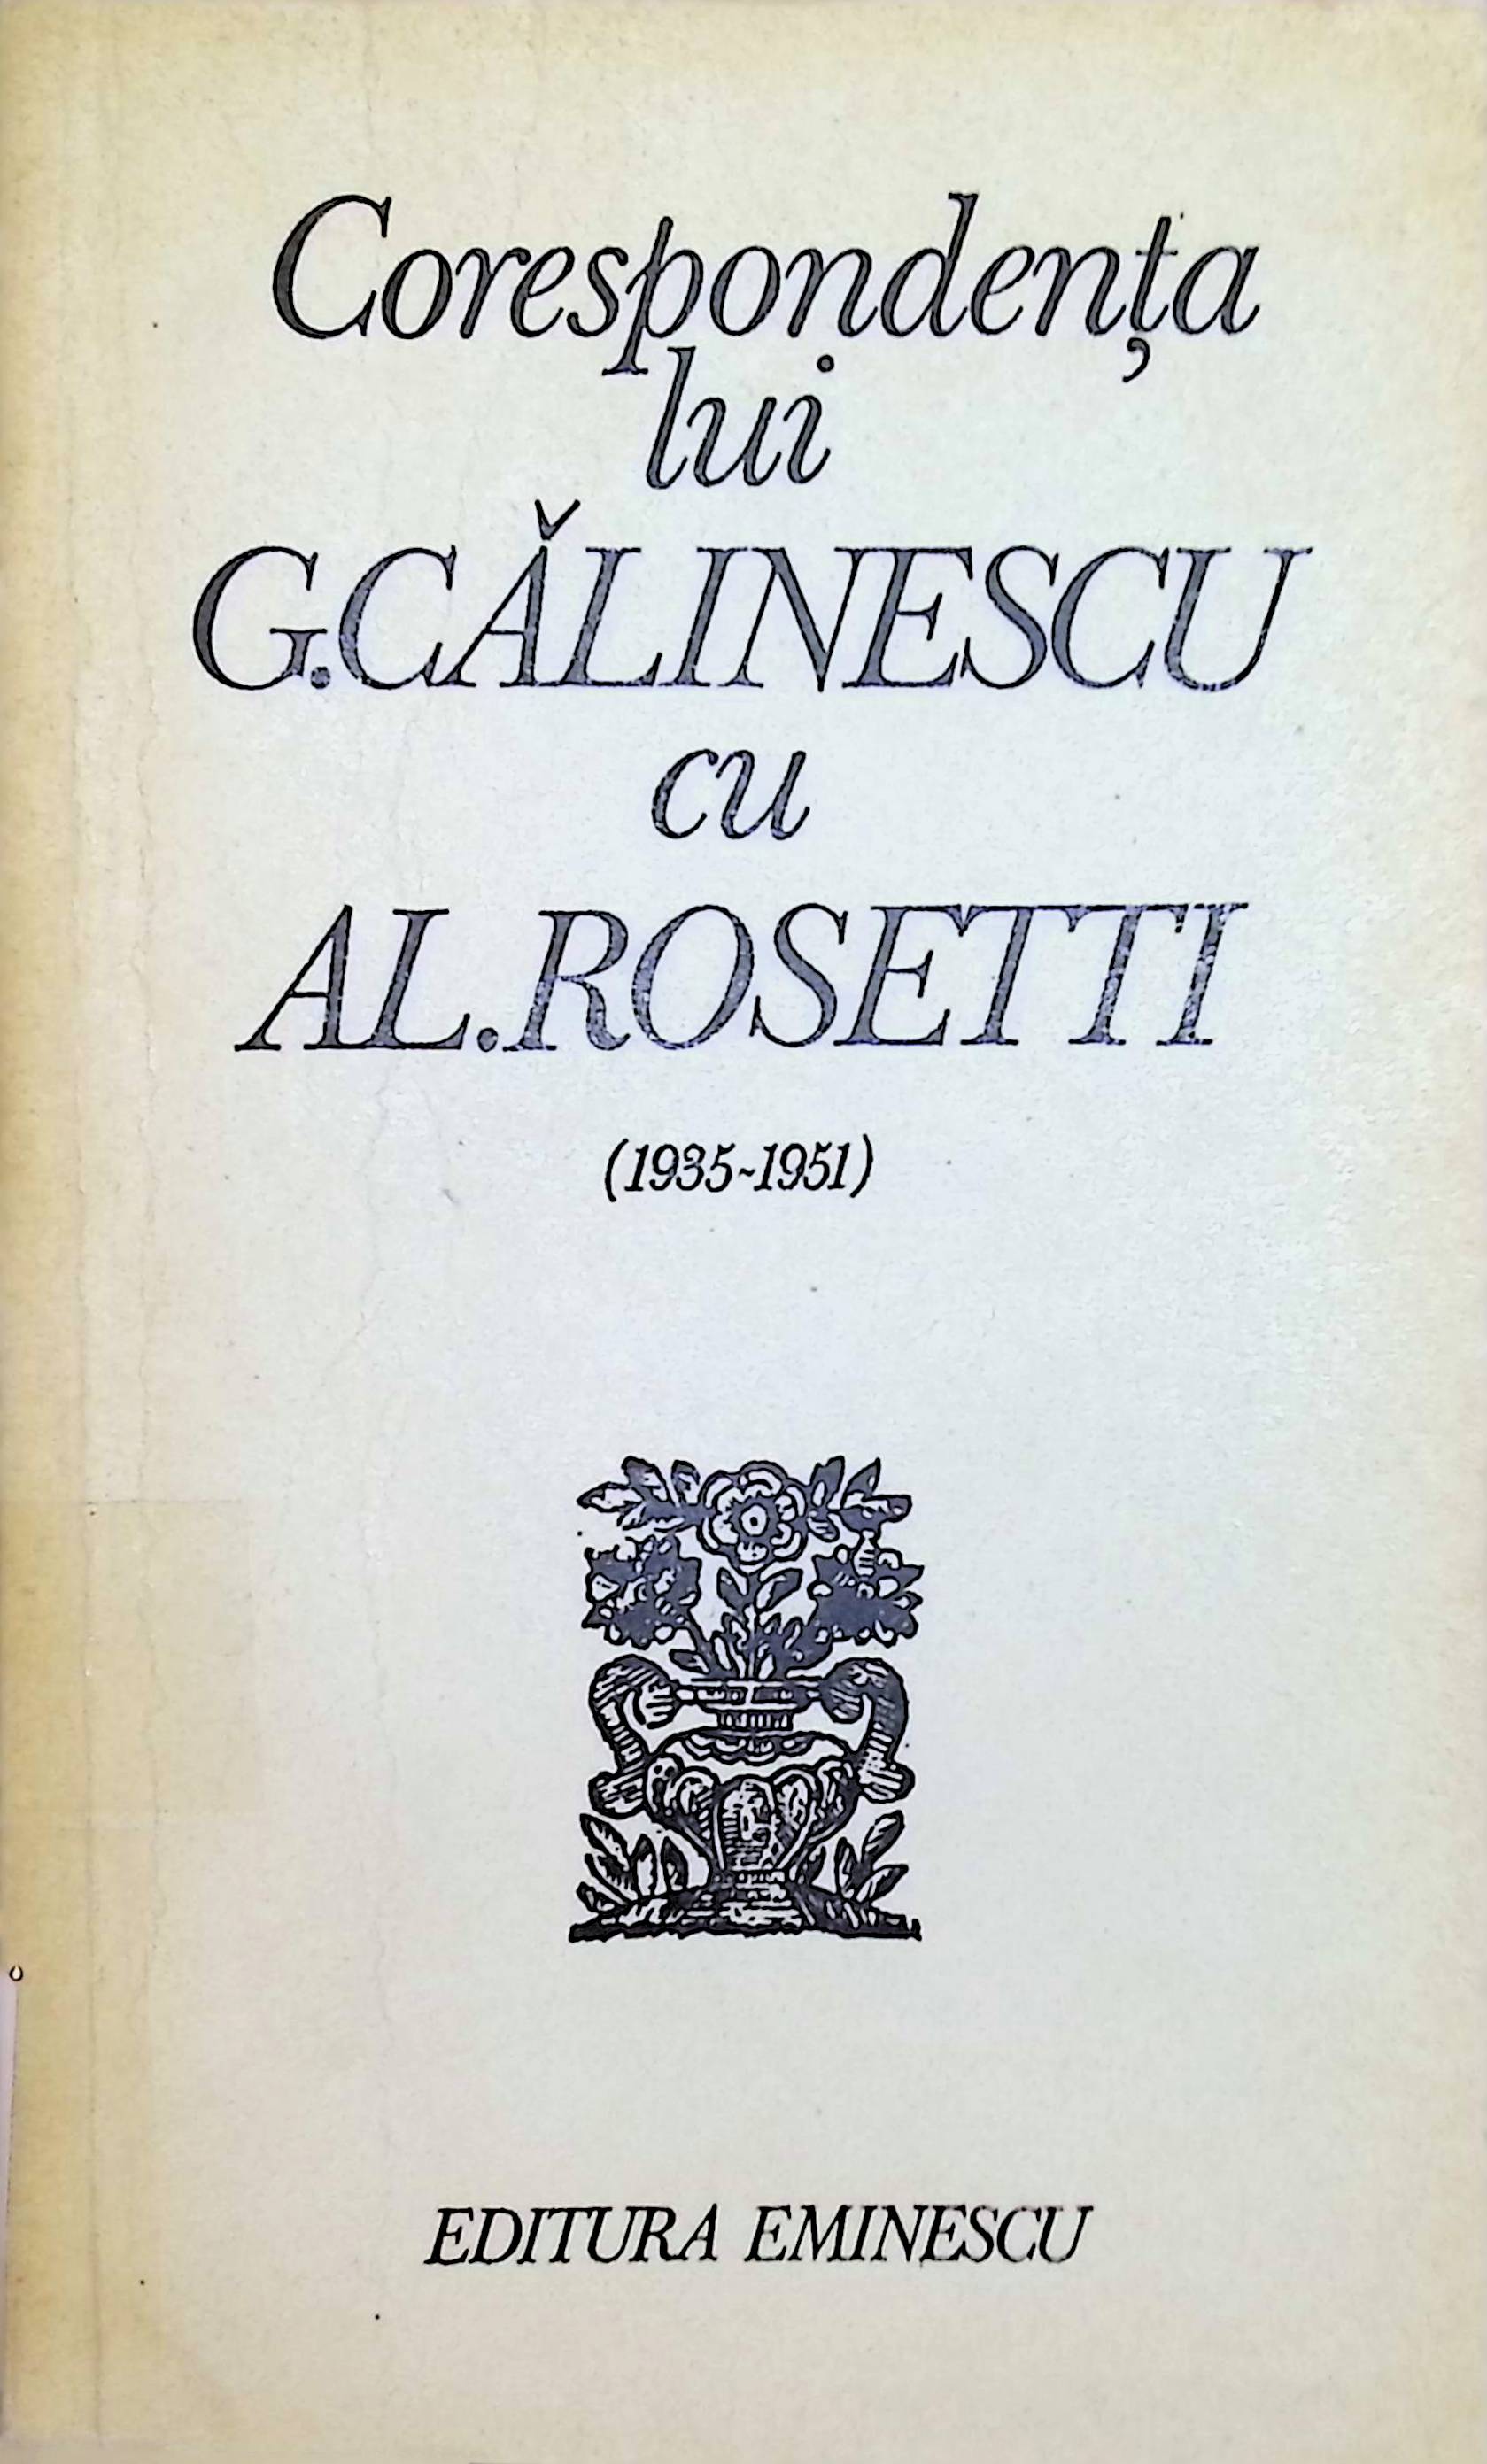 Corespondența
lui
G.CĂLINESCU
cu
AL.ROSETTI
(1935~1951)
EDITURA EMINESCU